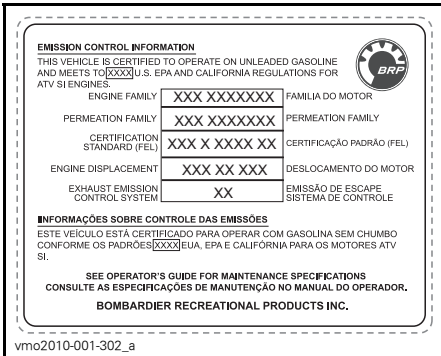 EMISSION CONTROL INFORMATION
THIS VEHICLE IS CERTIFIED TO OPERATE ON UNLEADED GASOLINE
AND MEETS TO XXXX U.S. EPA AND CALIFORNIA REGULATIONS FOR
ATV SI ENGINES.
BRP
ENGINE FAMILY XXX XXXXXXX FAMILIA DO MOTOR
PERMEATION FAMILY XXX XXXXXXX PERMEATION FAMILY
CERTIFICATION
STANDARD (FEL) XXX X XXXX XX CERTIFICAÇÃO PADRÃO (FEL)
ENGINE DISPLACEMENT XXX XX XXX DESLOCAMENTO DO MOTOR
EXHAUST EMISSION XX EMISSÃO DE ESCAPE
CONTROL SYSTEM SISTEMA DE CONTROLE
INFORMAÇÕES SOBRE CONTROLE DAS EMISSÕES
ESTE VEÍCULO ESTÁ CERTIFICADO PARA OPERAR COM GASOLINA SEM CHUMBO
CONFORME OS PADRÕES XXXX EUA, EPA E CALIFÓRNIA PARA OS MOTORES ATV
SI.
SEE OPERATOR'S GUIDE FOR MAINTENANCE SPECIFICATIONS
CONSULTE AS ESPECIFICAÇÕES DE MANUTENÇÃO NO MANUAL DO OPERADOR.
BOMBARDIER RECREATIONAL PRODUCTS INC.
vmo2010-001-302_a